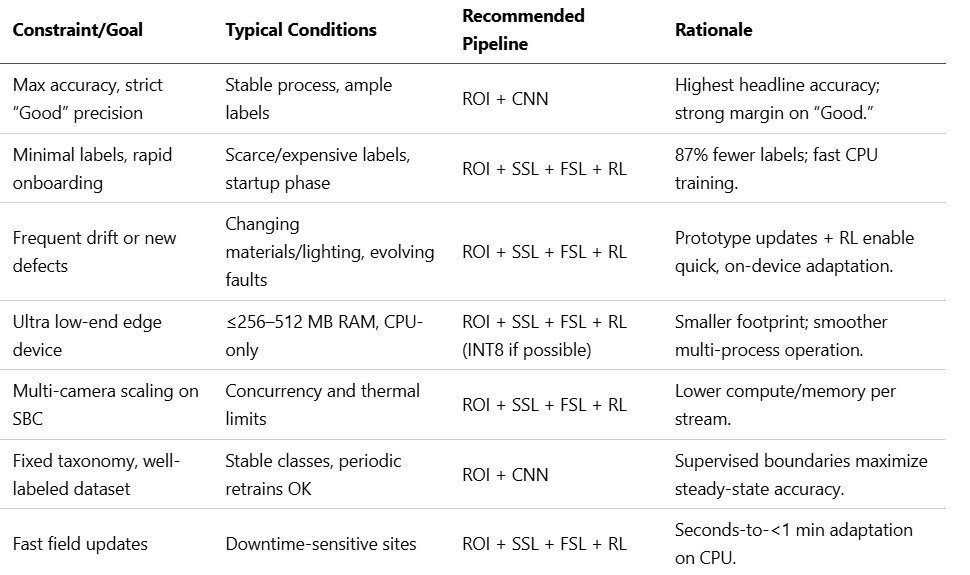 Constraint/Goal
Typical Conditions
Recommended
Pipeline
Rationale
Max accuracy, strict
“Good” precision
Stable process, ample
labels
ROI + CNN
Highest headline accuracy;
strong margin on “Good.”
Minimal labels, rapid
onboarding
Scarce/expensive labels,
startup phase
ROI + SSL + FSL + RL
87% fewer labels; fast CPU
training.
Frequent drift or new
defects
Changing
materials/lighting, evolving
faults
ROI + SSL + FSL + RL
Prototype updates + RL enable
quick, on-device adaptation.
Ultra low-end edge
device
≤256–512 MB RAM, CPU-
only
ROI + SSL + FSL + RL
(INT8 if possible)
Smaller footprint; smoother
multi-process operation.
Multi-camera scaling on
SBC
Concurrency and thermal
limits
ROI + SSL + FSL + RL
Lower compute/memory per
stream.
Fixed taxonomy, well-
labeled dataset
Stable classes, periodic
retrains OK
ROI + CNN
Supervised boundaries maximize
steady-state accuracy.
Fast field updates
Downtime-sensitive sites
ROI + SSL + FSL + RL
Seconds-to-<1 min adaptation
on CPU.